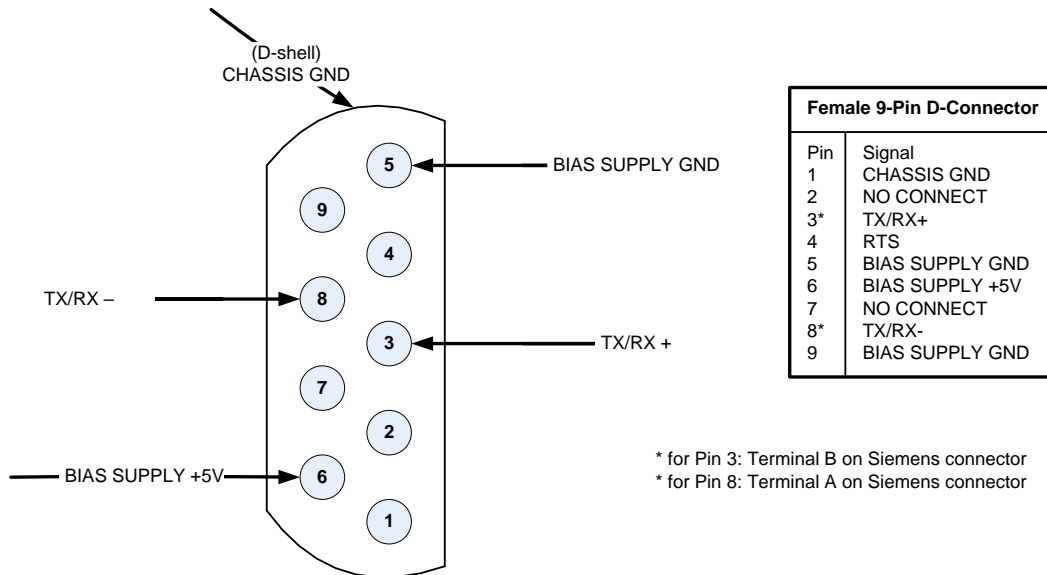 (D-shell)
CHASSIS GND
5
BIAS SUPPLY GND
9
4
TX/RX –
8
3
TX/RX +
7
2
BIAS SUPPLY +5V
6
1
Female 9-Pin D-Connector
Pin Signal
1 CHASSIS GND
2 NO CONNECT
3* TX/RX+
4 RTS
5 BIAS SUPPLY GND
6 BIAS SUPPLY +5V
7 NO CONNECT
8* TX/RX-
9 BIAS SUPPLY GND
* for Pin 3: Terminal B on Siemens connector
* for Pin 8: Terminal A on Siemens connector